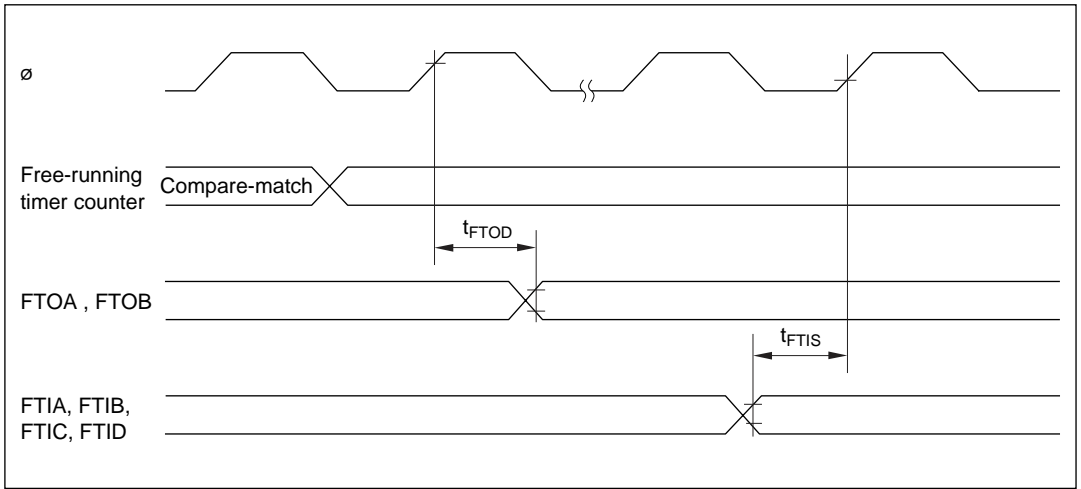 ø
Free-running
timer counter
Compare-match
tFTOD
FTOA , FTOB
tFTIS
FTIA, FTIB,
FTIC, FTID